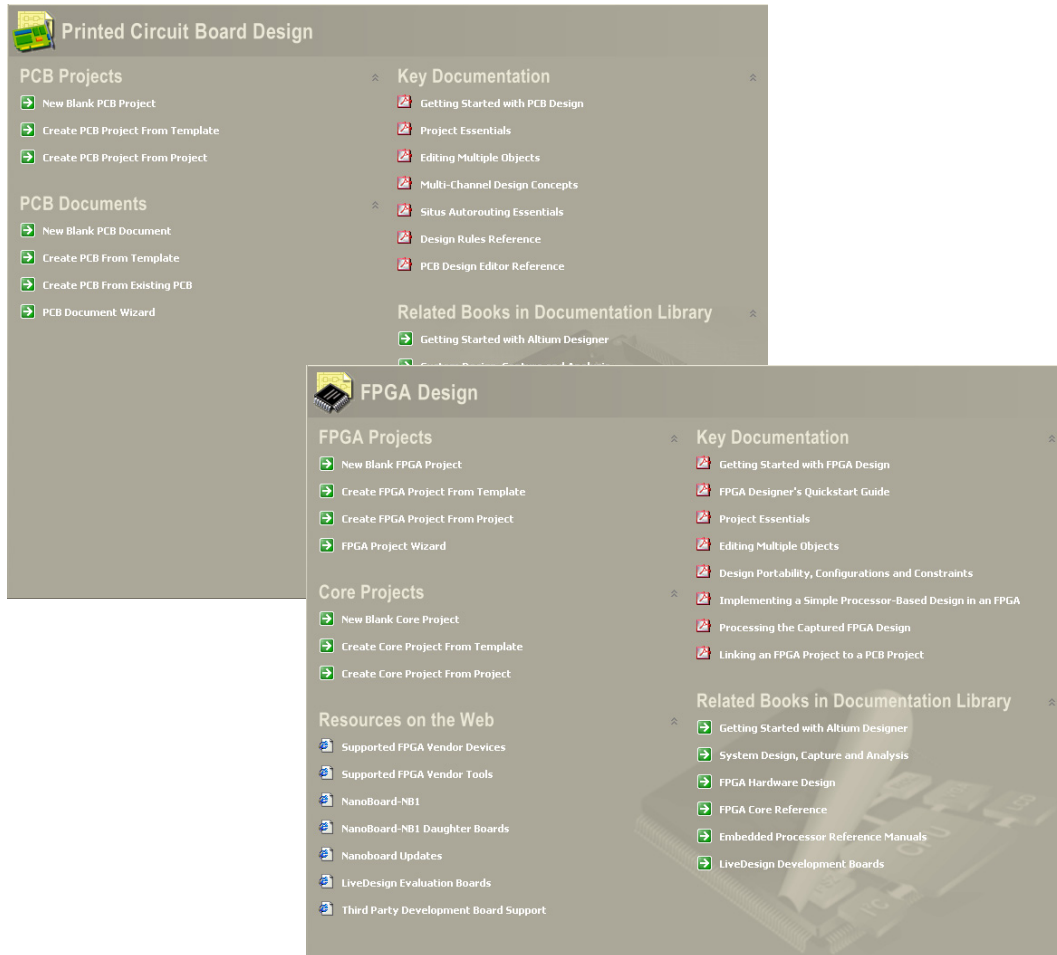 Printed Circuit Board Design
PCB Projects
New Blank PCB Project
Create PCB Project From Template
Create PCB Project From Project
PCB Documents
New Blank PCB Document
Create PCB From Template
Create PCB From Existing PCB
PCB Document Wizard
Key Documentation
Getting Started with PCB Design
Project Essentials
Editing Multiple Objects
Multi-Channel Design Concepts
Situs Autorouting Essentials
Design Rules Reference
PCB Design Editor Reference
Related Books in Documentation Library
Getting Started with Altium Designer
FPGA Design
FPGA Projects
New Blank FPGA Project
Create FPGA Project From Template
Create FPGA Project From Project
FPGA Project Wizard
Core Projects
New Blank Core Project
Create Core Project From Template
Create Core Project From Project
Resources on the Web
Supported FPGA Vendor Devices
Supported FPGA Vendor Tools
NanoBoard-NB1
NanoBoard-NB1 Daughter Boards
Nanoboard Updates
LiveDesign Evaluation Boards
Third Party Development Board Support
Key Documentation
Getting Started with FPGA Design
FPGA Designer's Quickstart Guide
Project Essentials
Editing Multiple Objects
Design Portability, Configurations and Constraints
Implementing a Simple Processor-Based Design in an FPGA
Processing the Captured FPGA Design
Linking an FPGA Project to a PCB Project
Related Books in Documentation Library
Getting Started with Altium Designer
System Design, Capture and Analysis
FPGA Hardware Design
FPGA Core Reference
Embedded Processor Reference Manuals
LiveDesign Development Boards
CPU
IC